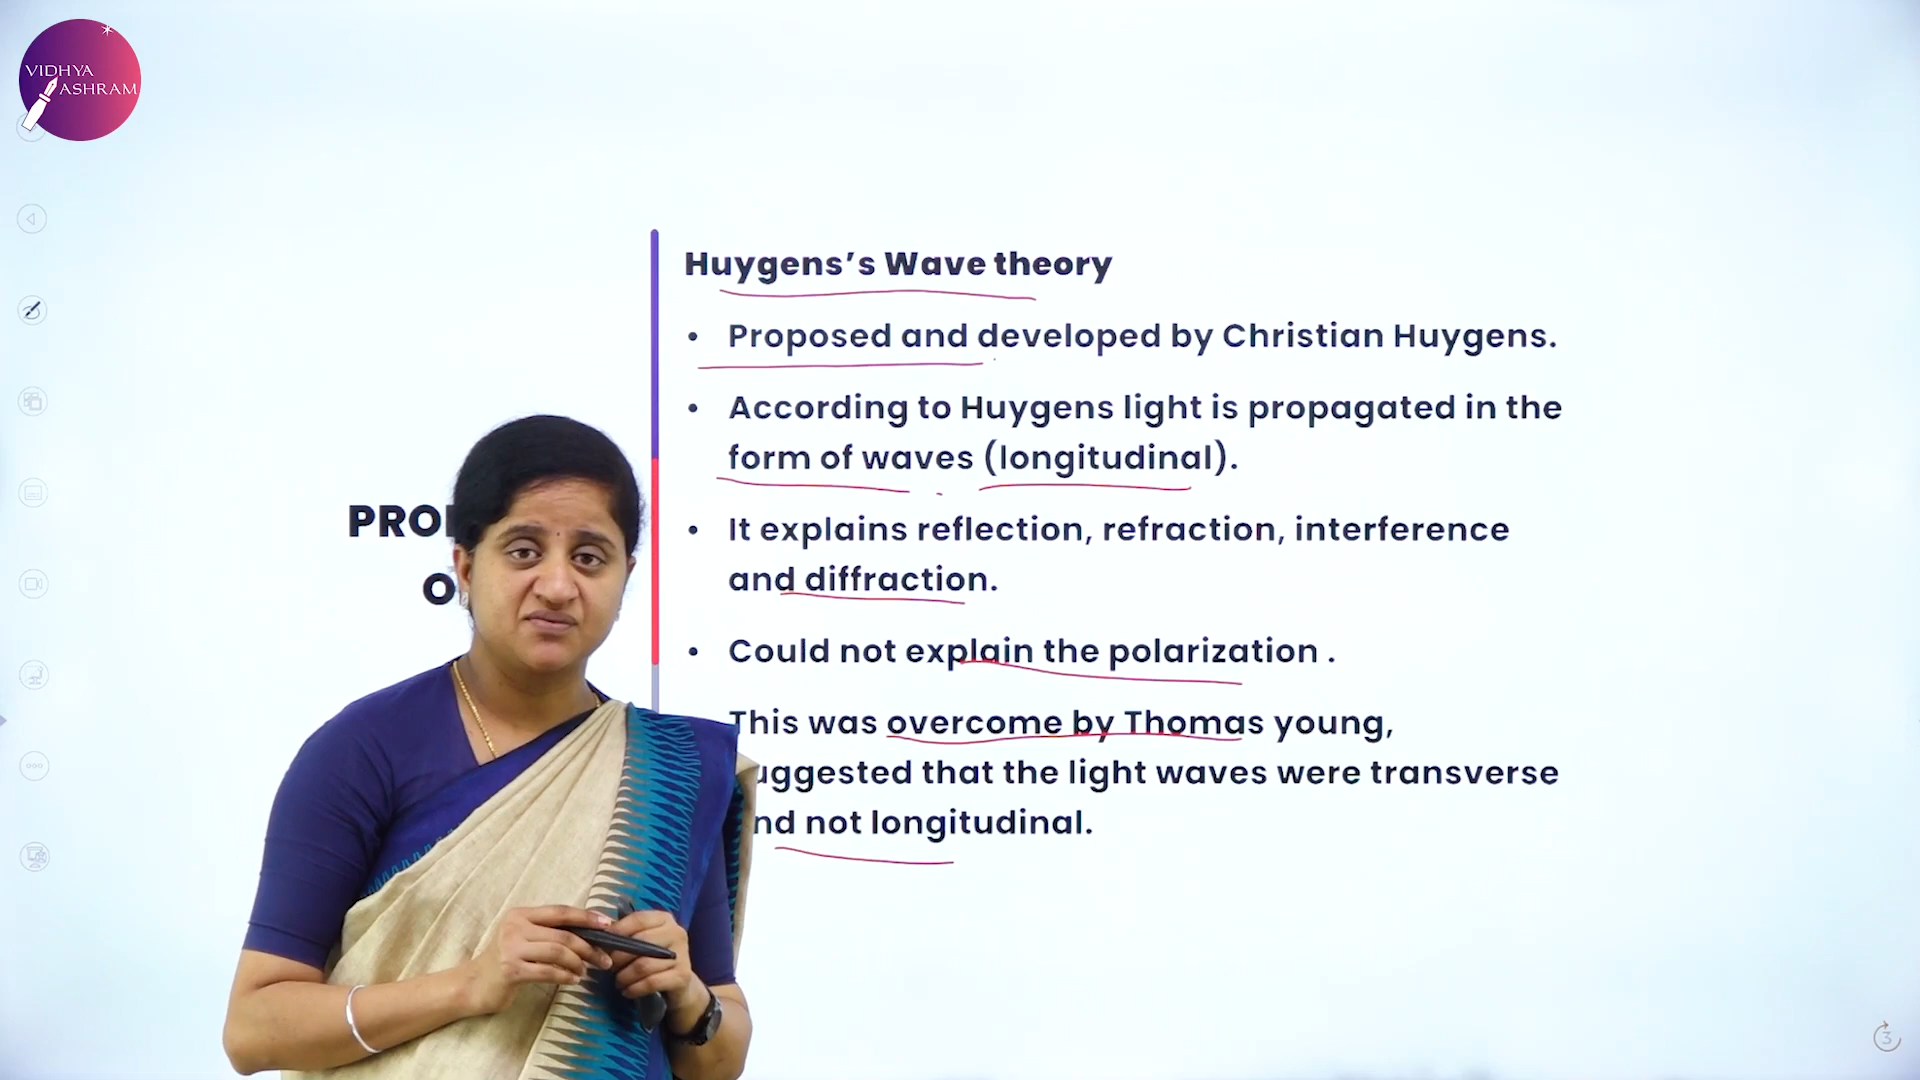 VIDHYA
ASHRAM
Huygens’s Wave theory
• Proposed and developed by Christian Huygens.
• According to Huygens light is propagated in the
form of waves (longitudinal).
• It explains reflection, refraction, interference
and diffraction.
• Could not explain the polarization .
This was overcome by Thomas young,
uggested that the light waves were transverse
nd not longitudinal.
PRO
O
3